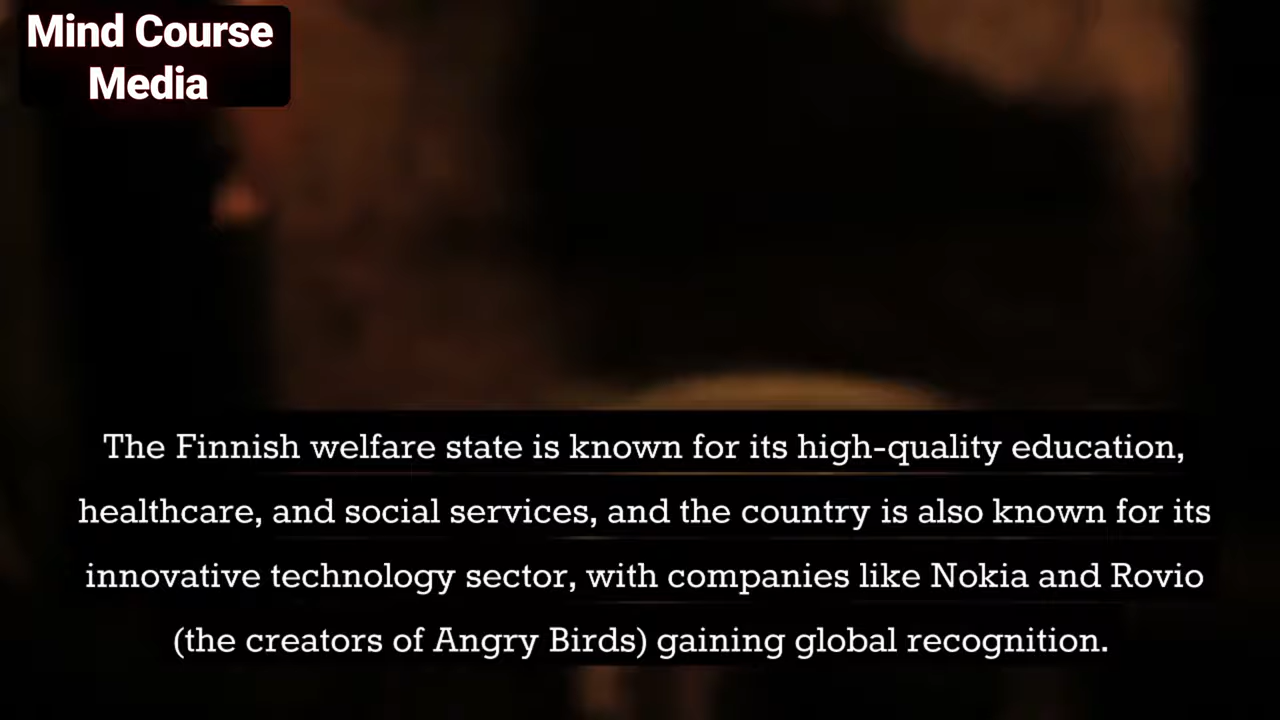 Mind Course
Media
The Finnish welfare state is known for its high-quality education,
healthcare, and social services, and the country is also known for its
innovative technology sector, with companies like Nokia and Rovio
(the creators of Angry Birds) gaining global recognition.